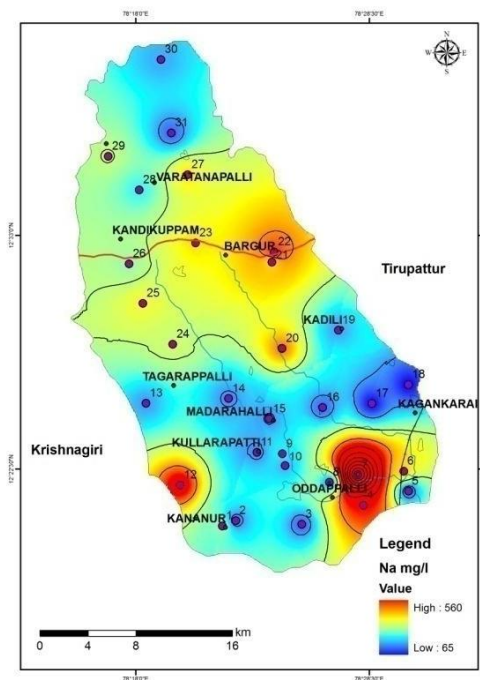 78°18'0"E
78°28'30"E
N
W
E
S
30
31
29
27
28
VARATANAPALLI
12°33'0"
KANDIKUPPAM
23
BARGUR
22
21
26
Tirupattur
25
KADILI
19
24
20
TAGARAPPALLI
18
13
14
16
17
MADARAHALLI
15
KAGANKARAI
Krishnagiri
KULLARAPATTI
11
9
10
12
6
8
7
ODDAPPALLI
5
4
KANANUR
1
2
3
12°22'30"
Legend
Na mg/l
Value
High : 560
Low : 65
0
4
8
16
km
78°18'0"E
78°28'30"E